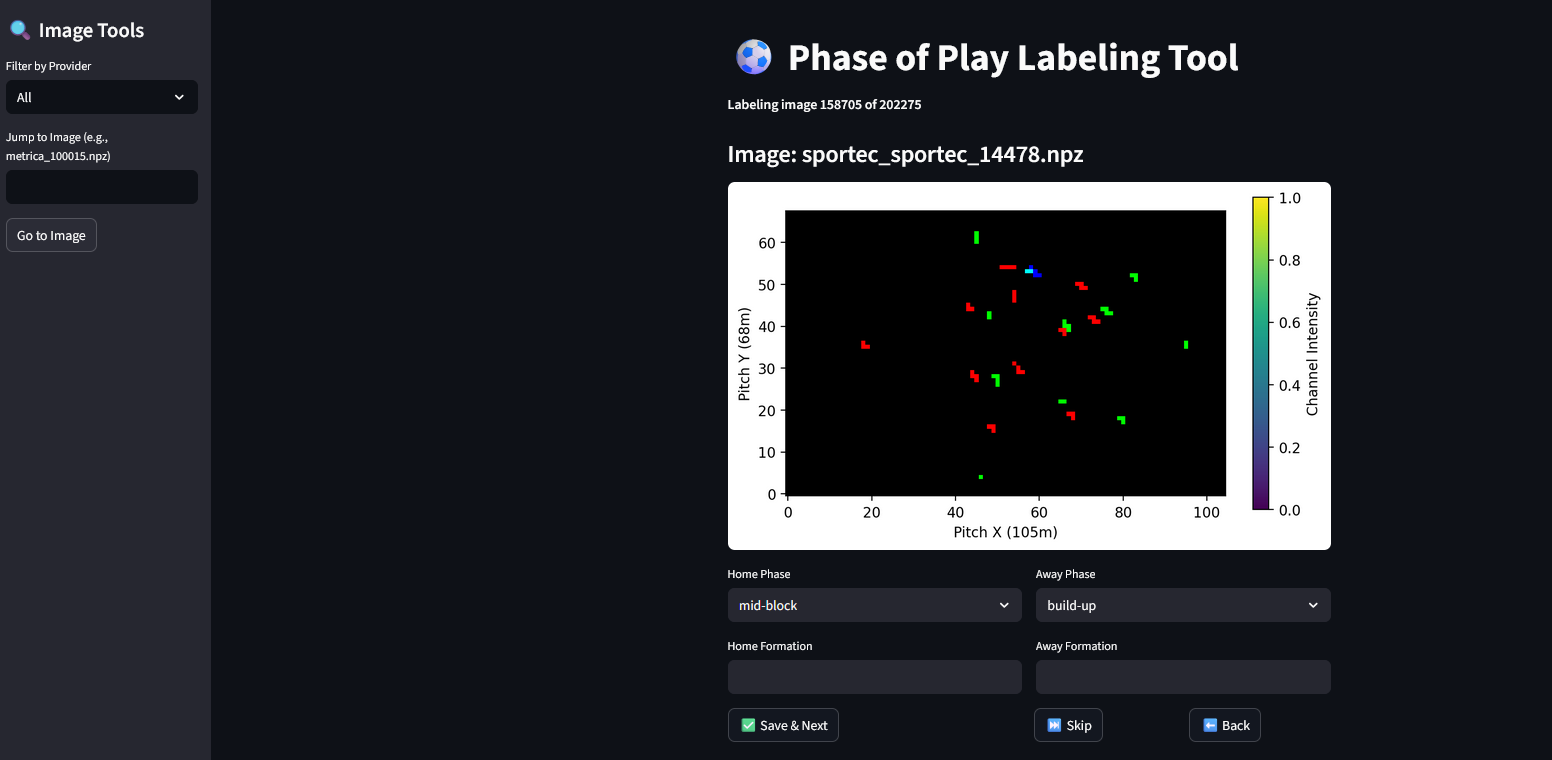 Image Tools
Filter by Provider
All
Jump to Image (e.g.,
metrica_100015.npz)
Go to Image
Phase of Play Labeling Tool
Labeling image 158705 of 202275
Image: sportec_sportec_14478.npz
60
50
40
30
20
10
0
Pitch Y (68m)
0 20 40 60 80 100
Pitch X (105m)
1.0
0.8
0.6
0.4
0.2
0.0
Channel Intensity
Home Phase
mid-block
Away Phase
build-up
Home Formation
Away Formation
Save & Next
Skip
Back